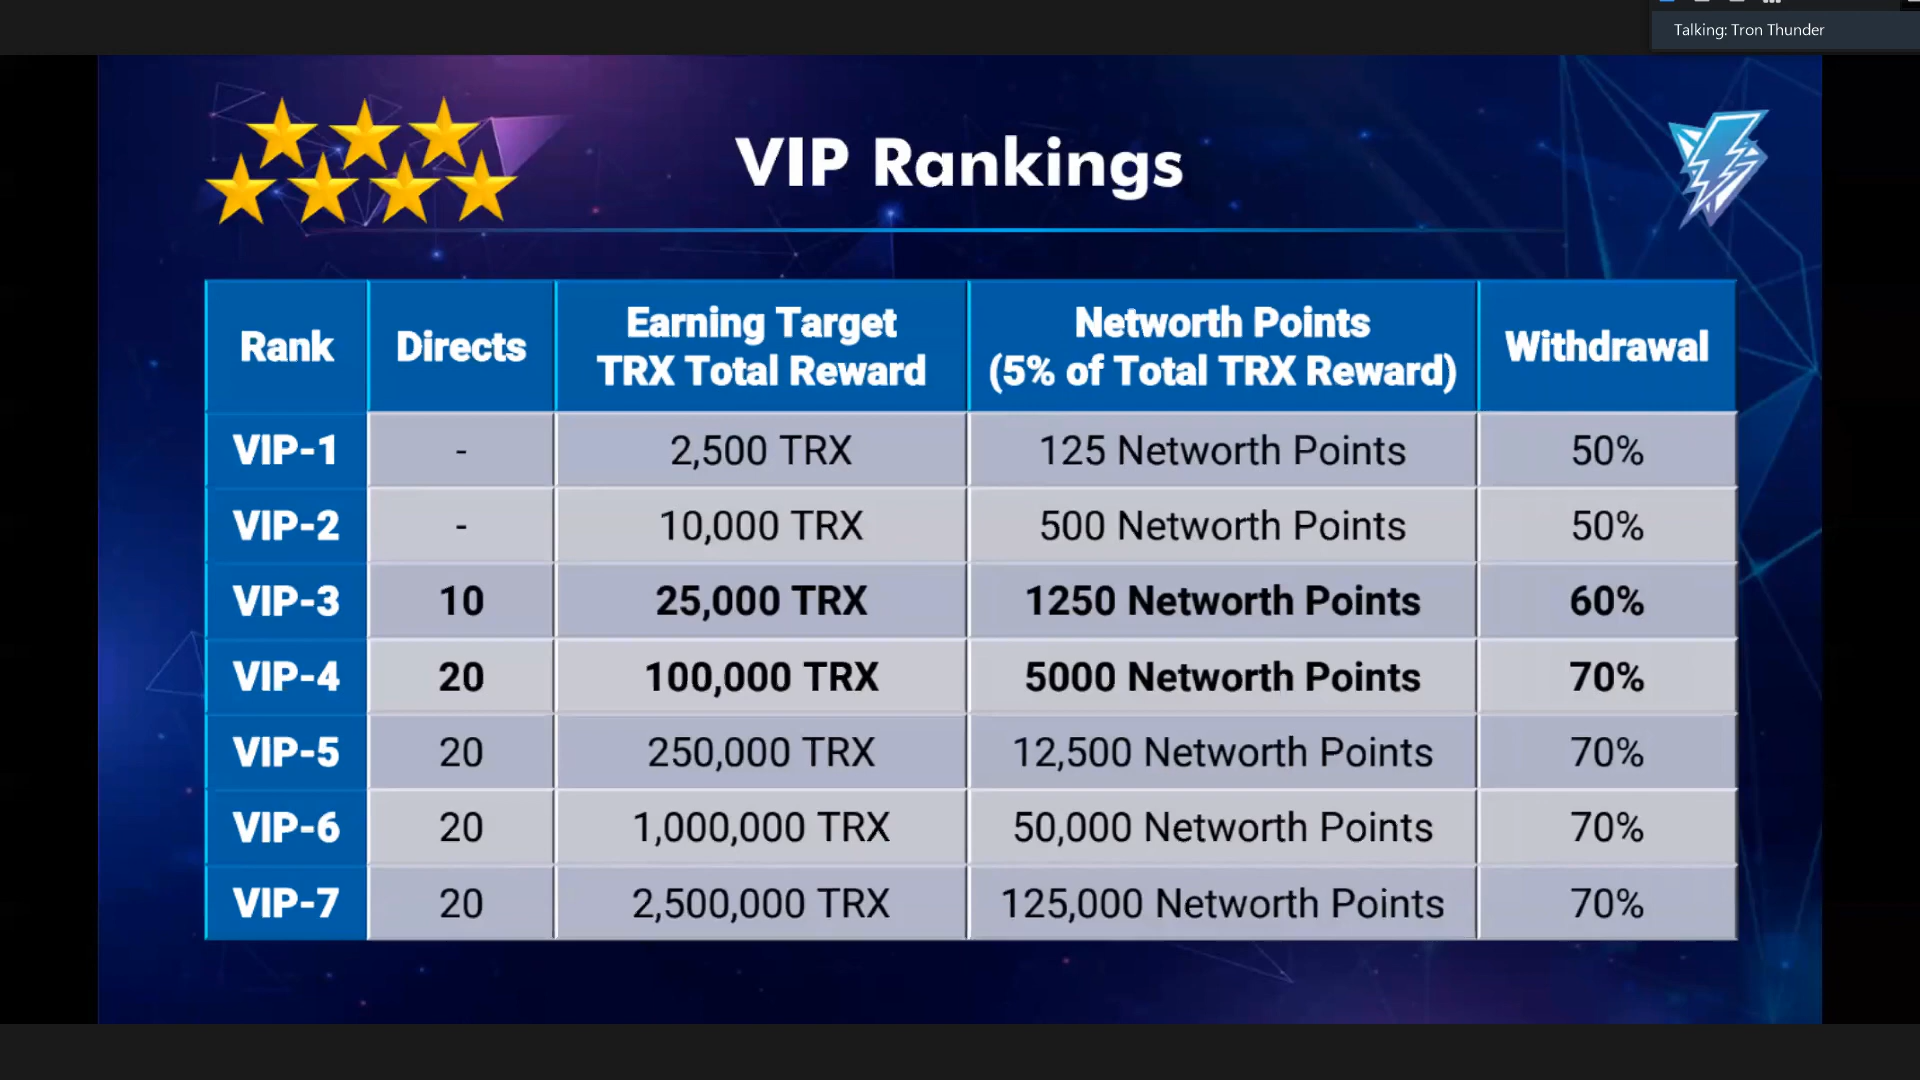 Talking: Tron Thunder
VIP Rankings
Rank
Directs
Earning Target
TRX Total Reward
Networth Points
(5% of Total TRX Reward)
Withdrawal
VIP-1 - 2,500 TRX 125 Networth Points 50%
VIP-2 - 10,000 TRX 500 Networth Points 50%
VIP-3 10 25,000 TRX 1250 Networth Points 60%
VIP-4 20 100,000 TRX 5000 Networth Points 70%
VIP-5 20 250,000 TRX 12,500 Networth Points 70%
VIP-6 20 1,000,000 TRX 50,000 Networth Points 70%
VIP-7 20 2,500,000 TRX 125,000 Networth Points 70%